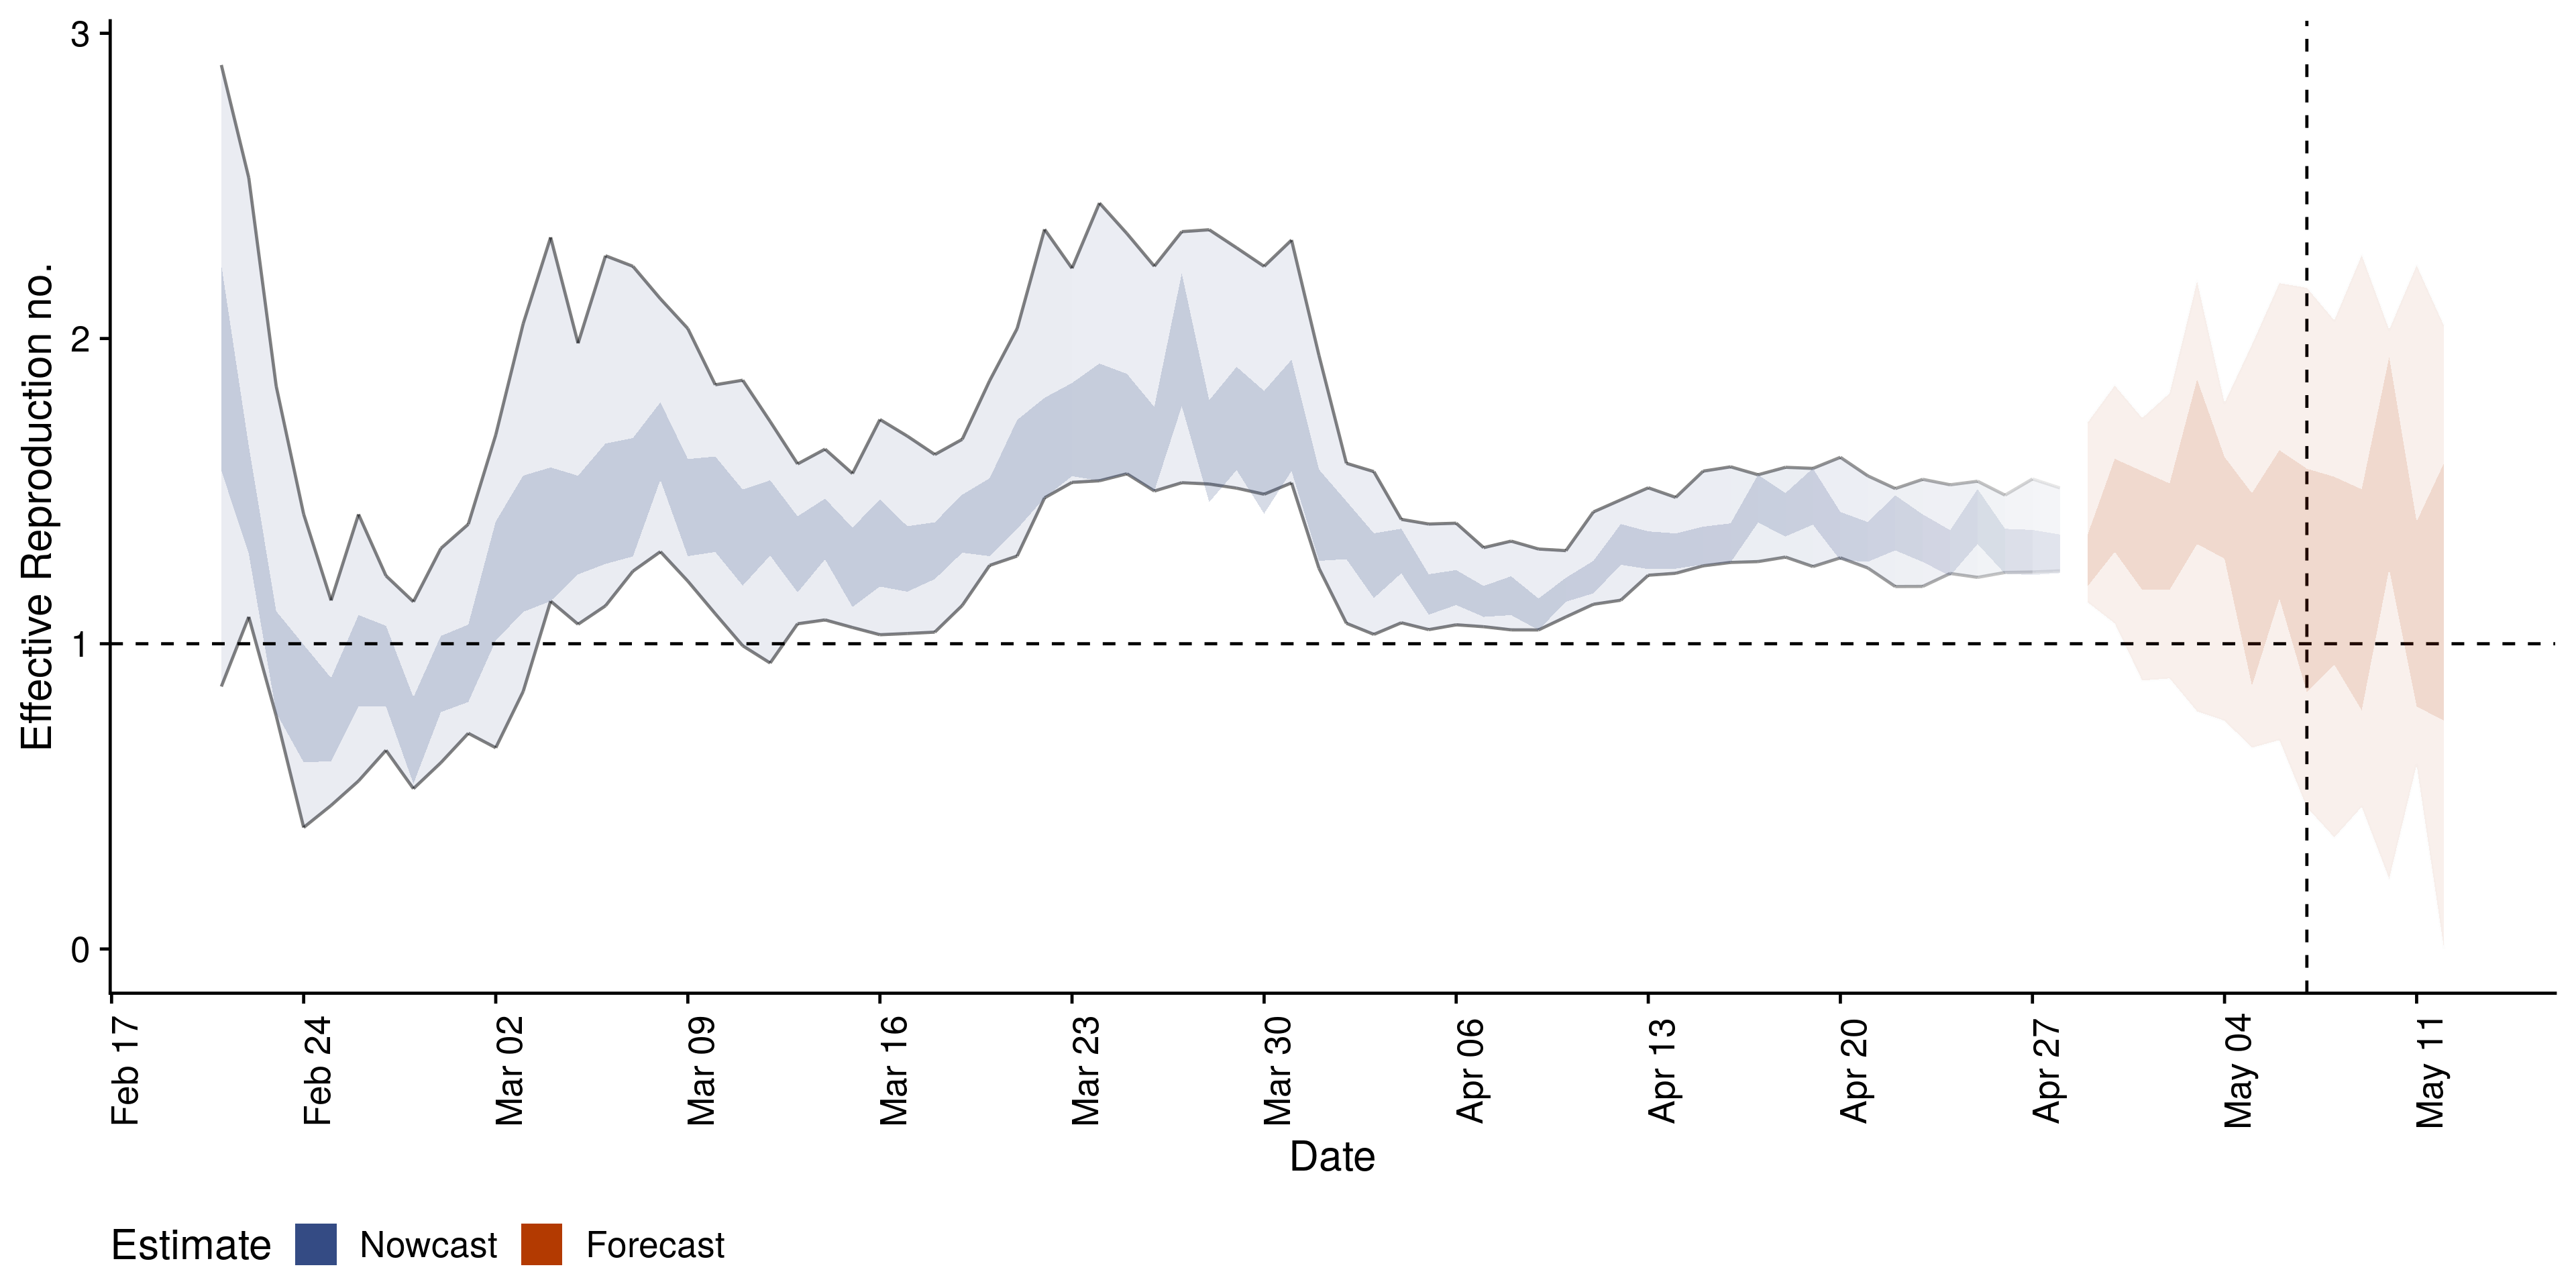 Effective Reproduction no.
3
2
1
0
Feb 17
Feb 24
Mar 02
Mar 09
Mar 16
Mar 23
Mar 30
Apr 06
Apr 13
Apr 20
Apr 27
May 04
May 11
Date
Estimate Nowcast Forecast